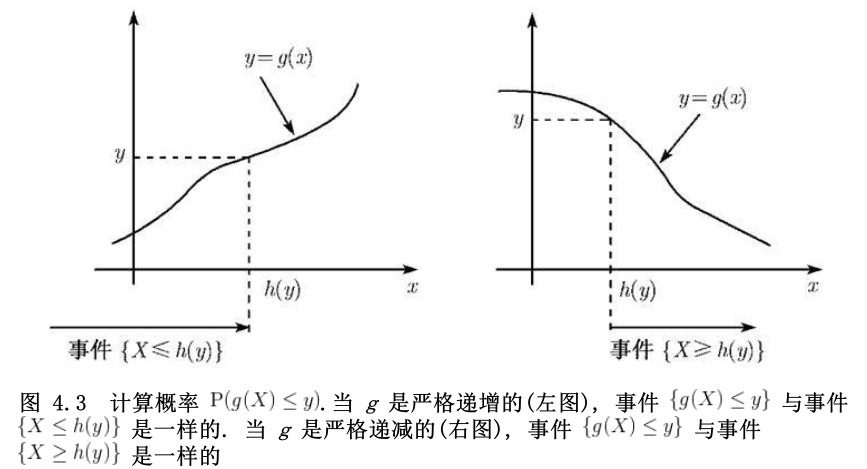 y=g(x)
y
h(y)
x
事件 {X≤h(y)}
y=g(x)
y
h(y)
x
事件 {X≥h(y)}
图 4.3 计算概率 P(g(X)≤y).当 g 是严格递增的(左图), 事件 {g(X)≤y} 与事件
{X≤h(y)} 是一样的. 当 g 是严格递减的(右图), 事件 {g(X)≤y} 与事件
{X≥h(y)} 是一样的